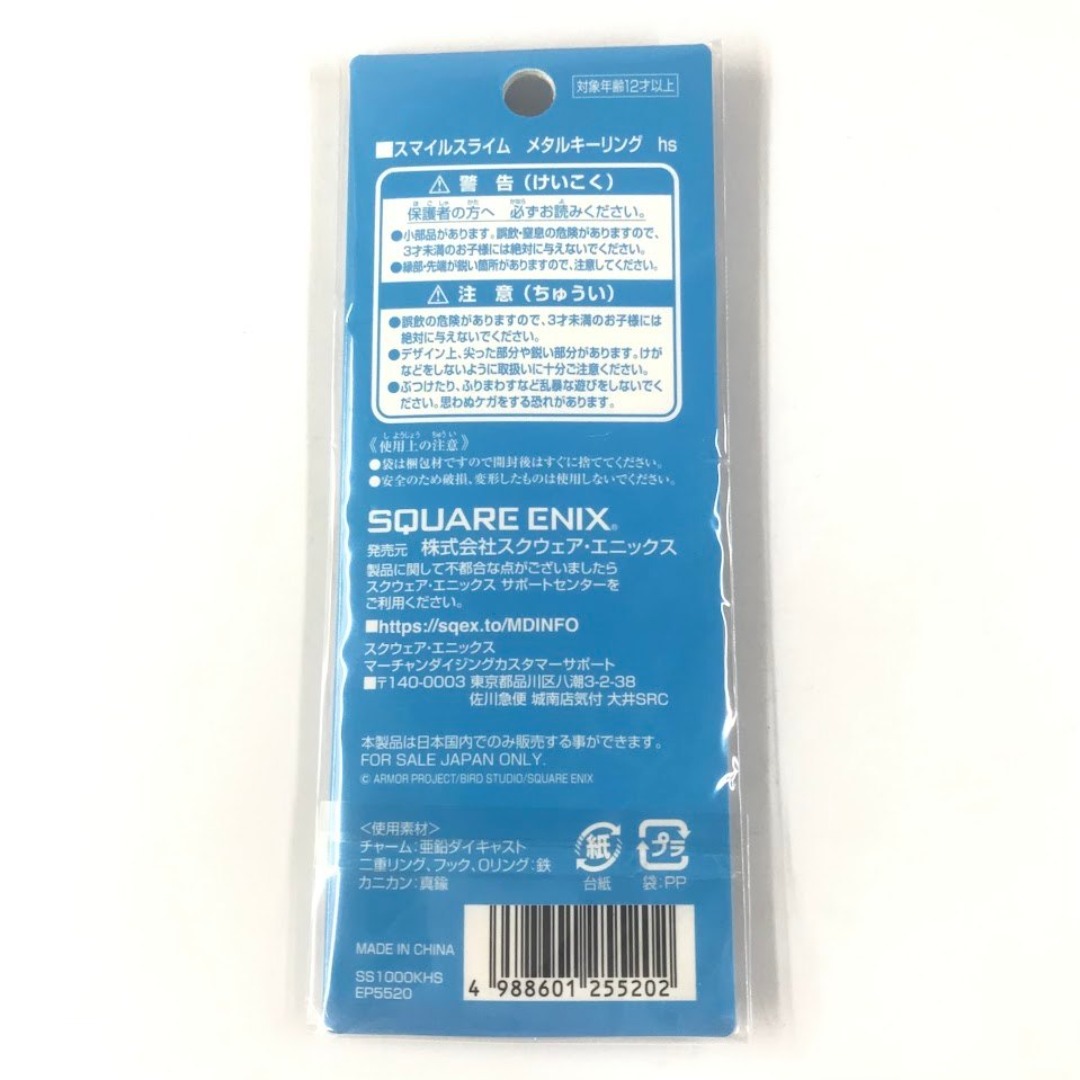 対象年齢12才以上
■スマイルスライム メタルキーリング hs
⚠ 警 告(けいこく)
保護者の方へ 必ずお読みください。
●小部品があります。誤飲・窒息の危険がありますので、
3才未満のお子様には絶対に与えないでください。
●縁部・先端が鋭い箇所がありますので、注意してください。
⚠ 注 意(ちゅうい)
●誤飲の危険がありますので、3才未満のお子様には
絶対に与えないでください。
●デザイン上、尖った部分や鋭い部分があります。けが
などをしないように取扱いに十分ご注意ください。
●ぶつけたり、ふりまわすなど乱暴な遊びをしないでく
ださい。思わぬケガをする恐れがあります。
《使用上の注意》
●袋は梱包材ですので開封後はすぐに捨ててください。
●安全のため破損、変形したものは使用しないでください。
SQUARE ENIX®
発売元 株式会社スクウェア・エニックス
製品に関して不都合な点がございましたら
スクウェア・エニックス サポートセンターを
ご利用ください。
■https://sqex.to/MDINFO
スクウェア・エニックス
マーチャンダイジングカスタマーサポート
■〒140-0003 東京都品川区八潮3-2-38
佐川急便 城南店気付 大井SRC
本製品は日本国内でのみ販売する事ができます。
FOR SALE JAPAN ONLY.
© ARMOR PROJECT/BIRD STUDIO/SQUARE ENIX
<使用素材>
チャーム:亜鉛ダイキャスト
二重リング、フック、Oリング:鉄
カニカン:真鍮
紙
台紙
プラ
袋:PP
MADE IN CHINA
SS1000KHS
EP5520
4 988601 255202